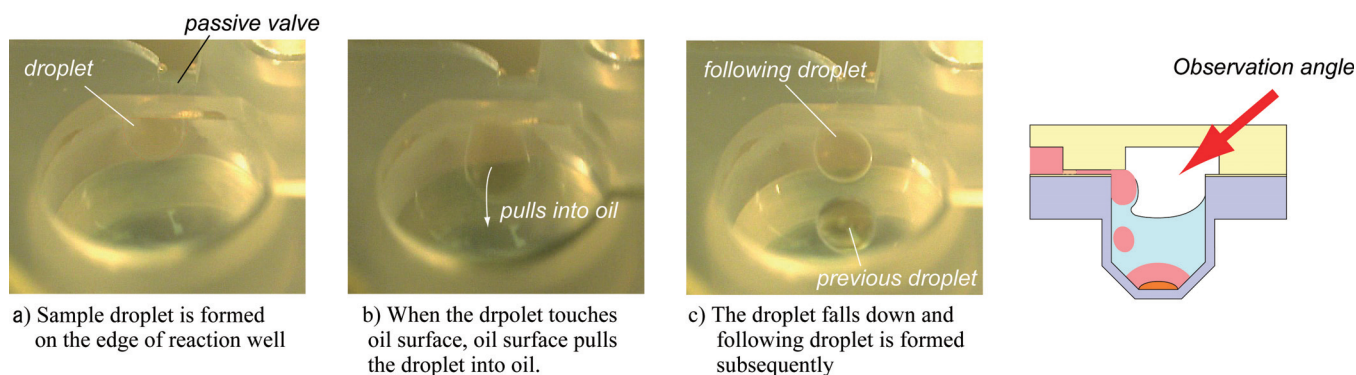 passive valve
droplet
a) Sample droplet is formed
on the edge of reaction well
pulls into oil
b) When the drpolet touches
oil surface, oil surface pulls
the droplet into oil.
following droplet
previous droplet
c) The droplet falls down and
following droplet is formed
subsequently
Observation angle